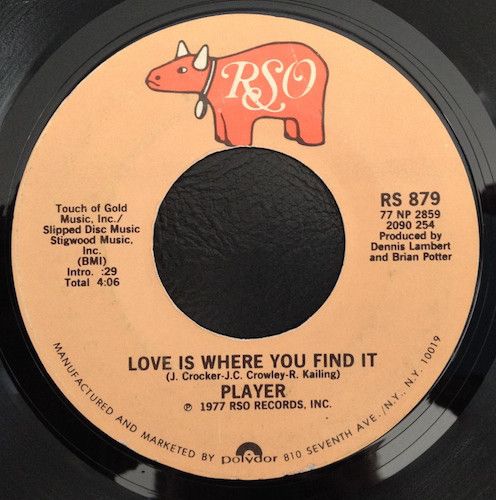 RSO
Touch of Gold
Music, Inc./
Slipped Disc Music
Stigwood Music,
Inc.
(BMI)
Intro. :29
Total 4:06
RS 879
77 NP 2859
2090 254
Produced by
Dennis Lambert
and Brian Potter
LOVE IS WHERE YOU FIND IT
(J. Crocker-J.C. Crowley-R. Kailing)
PLAYER
℗ 1977 RSO RECORDS, INC.
MANUFACTURED AND MARKETED BY polydor 810 SEVENTH AVE., N.Y., N.Y. 10019